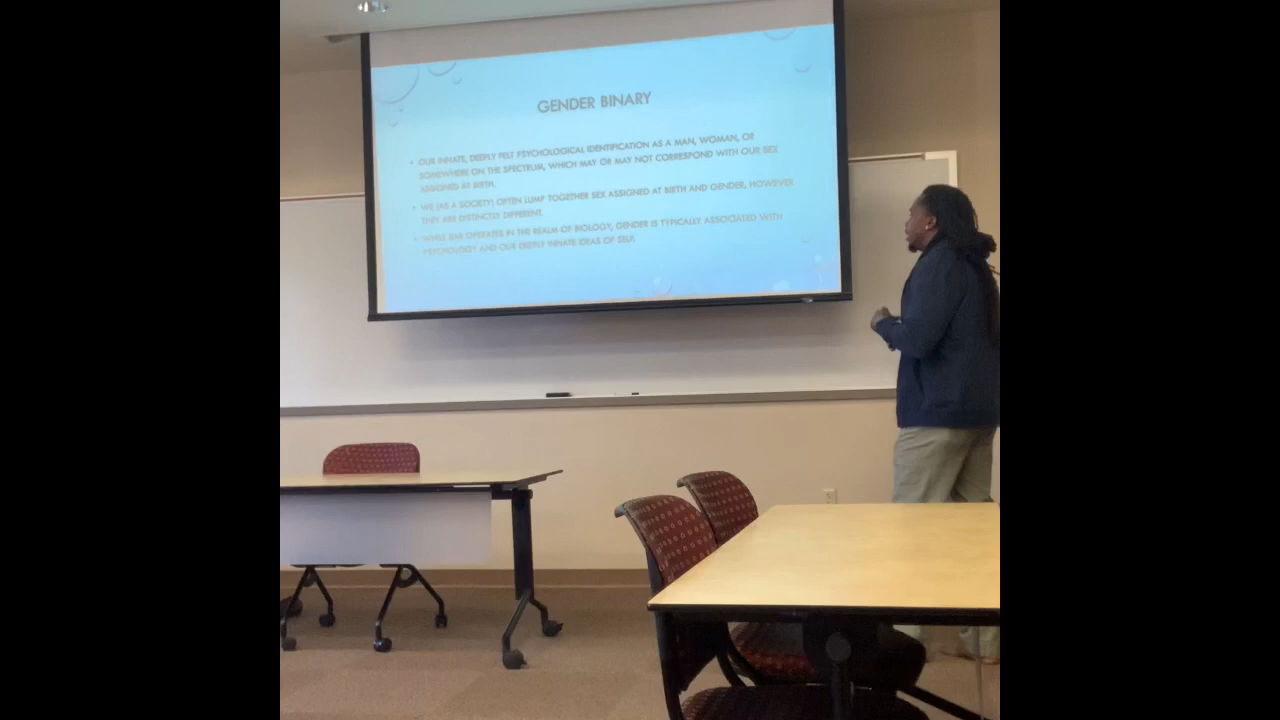 GENDER BINARY
• OUR INNATE, DEEPLY FELT PSYCHOLOGICAL IDENTIFICATION AS A MAN, WOMAN, OR
SOMEWHERE ON THE SPECTRUM, WHICH MAY OR MAY NOT CORRESPOND WITH OUR SEX
ASSIGNED AT BIRTH.
• WE (AS A SOCIETY) OFTEN LUMP TOGETHER SEX ASSIGNED AT BIRTH AND GENDER, HOWEVER
THEY ARE DISTINCTLY DIFFERENT.
• WHILE SEX OPERATES IN THE REALM OF BIOLOGY, GENDER IS TYPICALLY ASSOCIATED WITH
PSYCHOLOGY AND OUR DEEPLY INNATE IDEAS OF SELF.